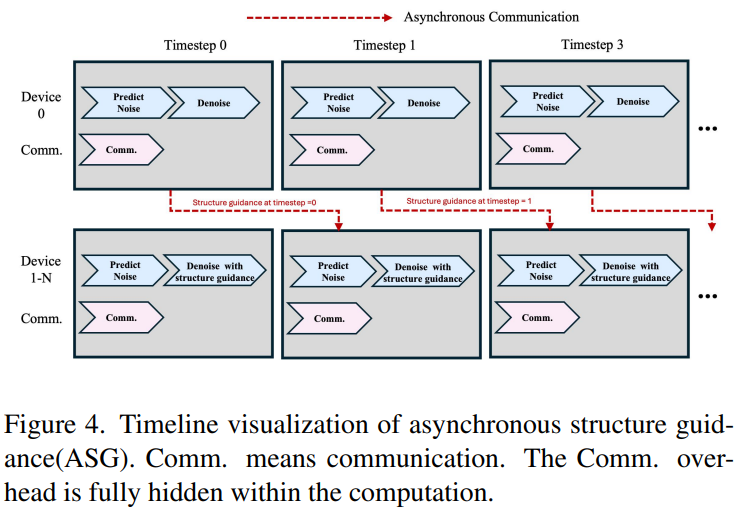 Asynchronous Communication
Timestep 0 Timestep 1 Timestep 3
Device
0
Predict
Noise
Denoise
Predict
Noise
Denoise
Predict
Noise
Denoise
...
Comm.
Comm.
Comm.
Comm.
Structure guidance at timestep =0
Structure guidance at timestep = 1
Device
1-N
Predict
Noise
Denoise with
structure guidance
Predict
Noise
Denoise with
structure guidance
Predict
Noise
Denoise with
structure guidance
...
Comm.
Comm.
Comm.
Comm.
Figure 4. Timeline visualization of asynchronous structure guid-
ance(ASG). Comm. means communication. The Comm. over-
head is fully hidden within the computation.